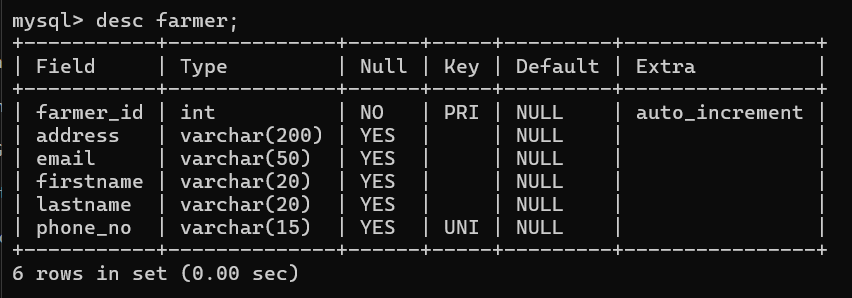 mysql> desc farmer;
+-----------+--------------+------+-----+---------+----------------+
| Field     | Type         | Null | Key | Default | Extra          |
+-----------+--------------+------+-----+---------+----------------+
| farmer_id | int          | NO   | PRI | NULL    | auto_increment |
| address   | varchar(200) | YES  |     | NULL    |                |
| email     | varchar(50)  | YES  |     | NULL    |                |
| firstname | varchar(20)  | YES  |     | NULL    |                |
| lastname  | varchar(20)  | YES  |     | NULL    |                |
| phone_no  | varchar(15)  | YES  | UNI | NULL    |                |
+-----------+--------------+------+-----+---------+----------------+
6 rows in set (0.00 sec)